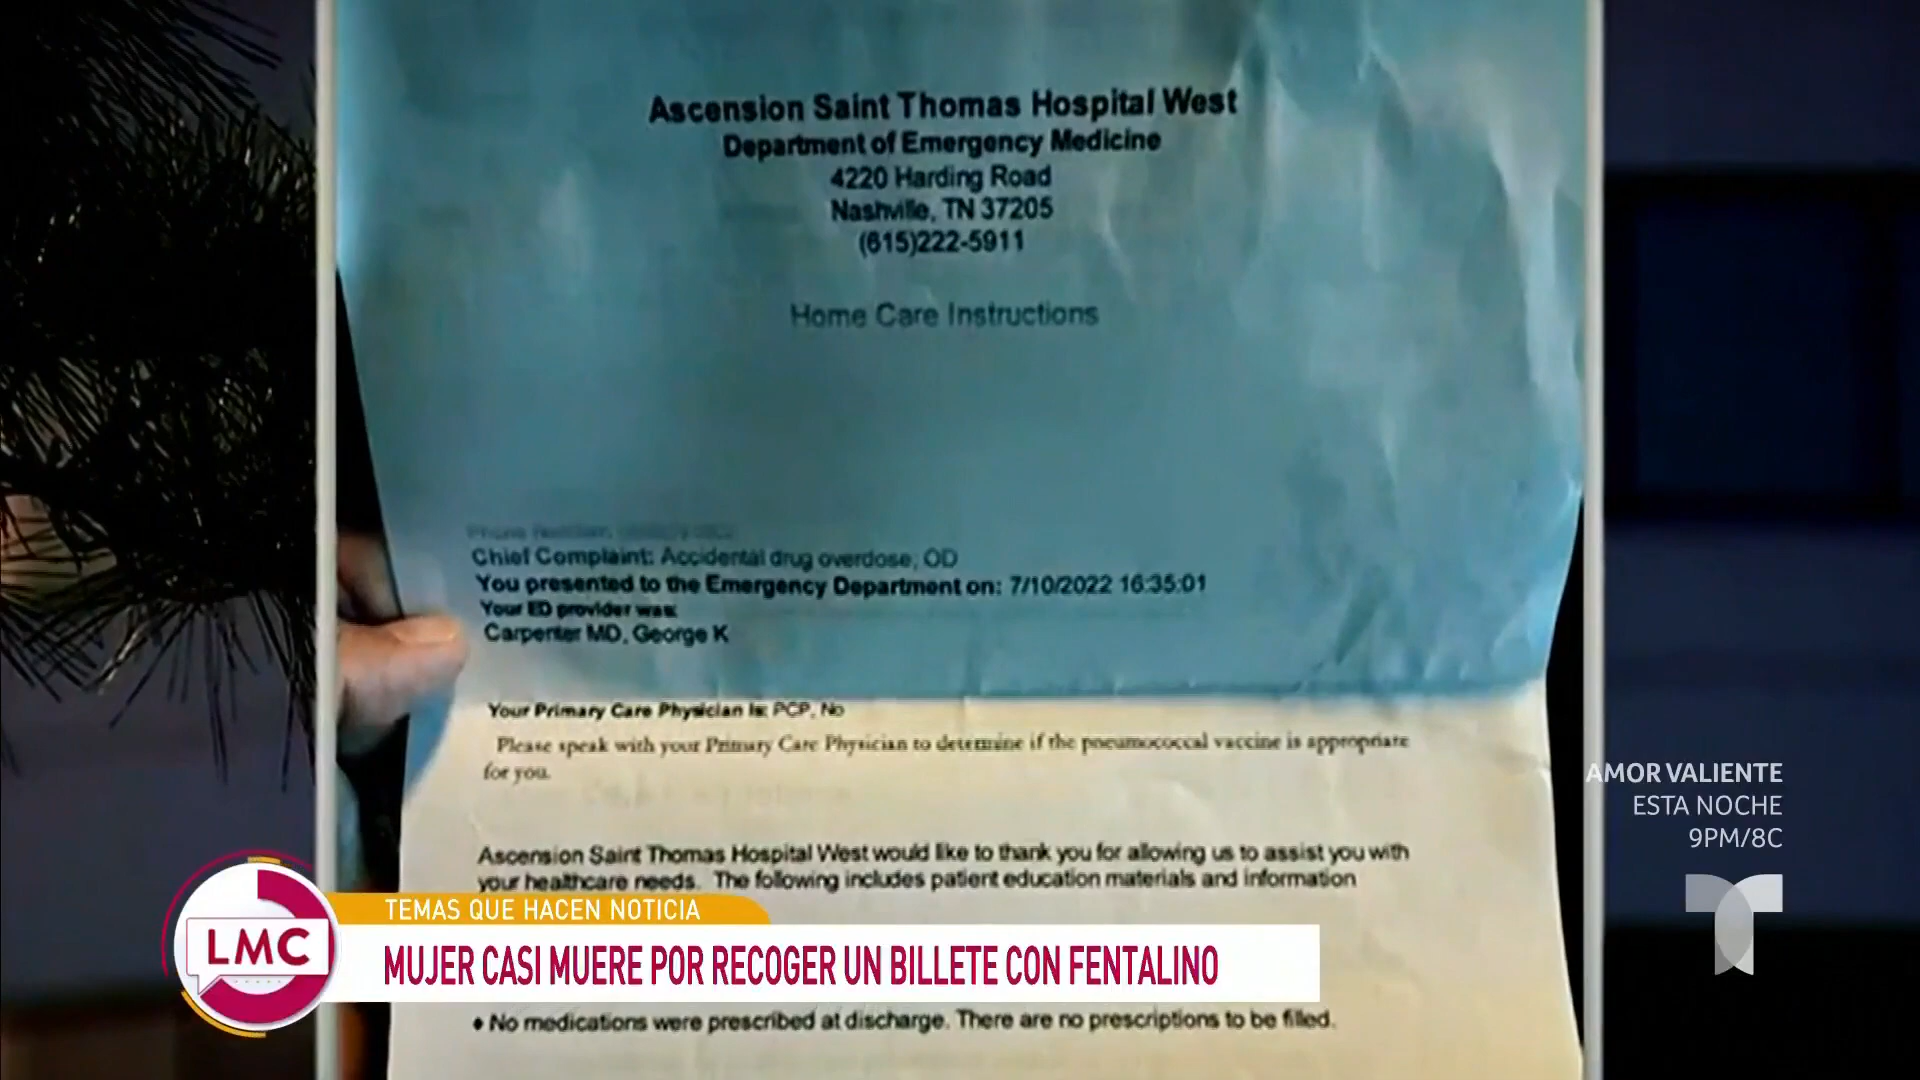 Ascension Saint Thomas Hospital West
Department of Emergency Medicine
4220 Harding Road
Nashville, TN 37205
(615)222-5911
Home Care Instructions
Chief Complaint: Accidental drug overdose; OD
You presented to the Emergency Department on: 7/10/2022 16:35:01
Your ED provider was:
Carpenter MD, George K
Your Primary Care Physician Is: PCP, No
Please speak with your Primary Care Physician to determine if the pneumococcal vaccine is appropriate
for you.
Ascension Saint Thomas Hospital West would like to thank you for allowing us to assist you with
your healthcare needs. The following includes patient education materials and information
• No medications were prescribed at discharge. There are no prescriptions to be filled.
LMC
TEMAS QUE HACEN NOTICIA
MUJER CASI MUERE POR RECOGER UN BILLETE CON FENTALINO
AMOR VALIENTE
ESTA NOCHE
9PM/8C